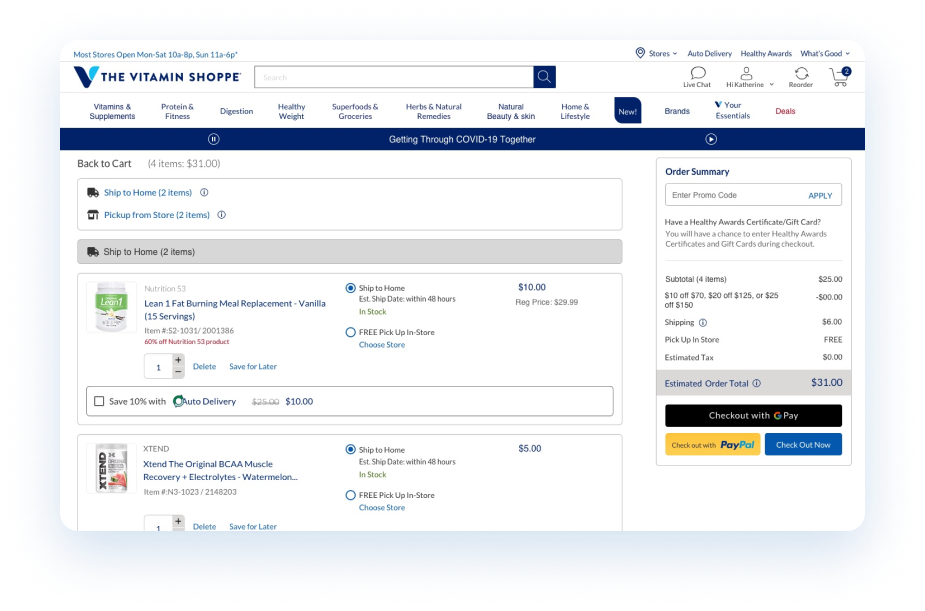 Most Stores Open Mon-Sat 10a-8p, Sun 11a-6p*
Stores Auto Delivery Healthy Awards What's Good
THE VITAMIN SHOPPE
Search
Live Chat
Hi Katherine
Reorder
2
Vitamins &
Supplements
Protein &
Fitness
Digestion
Healthy
Weight
Superfoods &
Groceries
Herbs & Natural
Remedies
Natural
Beauty & skin
Home &
Lifestyle
New!
Brands
Your
Essentials
Deals
Getting Through COVID-19 Together
Back to Cart (4 items: $31.00)
Ship to Home (2 items)
Pickup from Store (2 items)
Ship to Home (2 items)
Lean1
Nutrition 53
Lean 1 Fat Burning Meal Replacement - Vanilla
(15 Servings)
Item #:S2-1031/ 2001386
60% off Nutrition 53 product
1 + −
Delete
Save for Later
Ship to Home
Est. Ship Date: within 48 hours
In Stock
FREE Pick Up In-Store
Choose Store
$10.00
Reg Price: $29.99
Save 10% with Auto Delivery $25.00 $10.00
XTEND
XTEND
Xtend The Original BCAA Muscle
Recovery + Electrolytes - Watermelon...
Item #:N3-1023 / 2148203
1 +
Delete
Save for Later
Ship to Home
Est. Ship Date: within 48 hours
In Stock
FREE Pick Up In-Store
Choose Store
$5.00
Order Summary
Enter Promo Code APPLY
Have a Healthy Awards Certificate/Gift Card?
You will have a chance to enter Healthy Awards
Certificates and Gift Cards during checkout.
Subtotal (4 items) $25.00
$10 off $70, $20 off $125, or $25
off $150
-$00.00
Shipping $6.00
Pick Up In Store FREE
Estimated Tax $0.00
Estimated Order Total $31.00
Checkout with G Pay
Check out with PayPal
Check Out Now